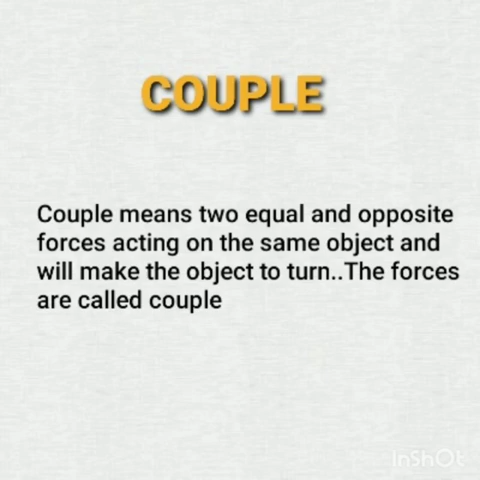 COUPLE
Couple means two equal and opposite
forces acting on the same object and
will make the object to turn..The forces
are called couple
InShOt